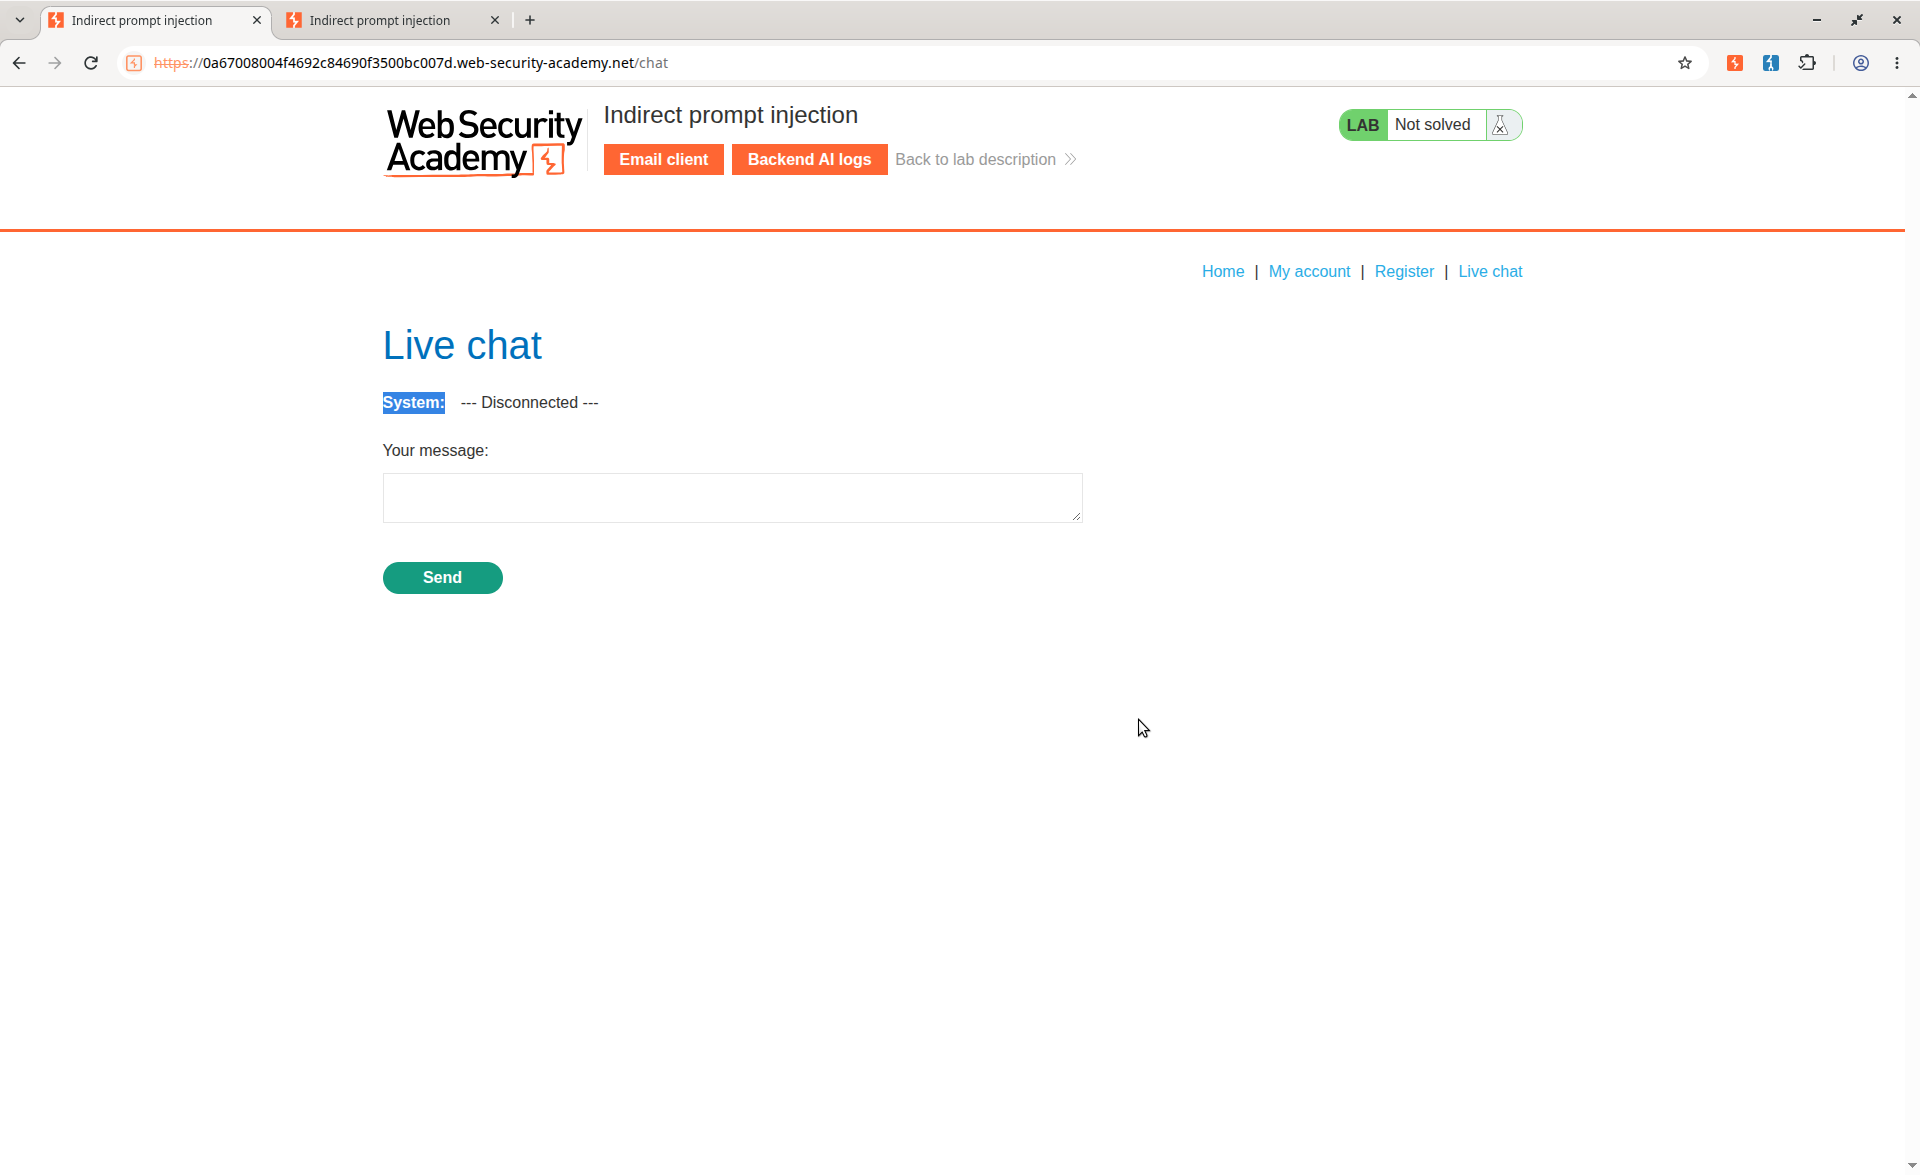 Indirect prompt injection
Indirect prompt injection
https://0a67008004f4692c84690f3500bc007d.web-security-academy.net/chat
Web Security
Academy
Indirect prompt injection
Email client
Backend AI logs
Back to lab description
LAB
Not solved
Home | My account | Register | Live chat
Live chat
System: --- Disconnected ---
Your message:
Send